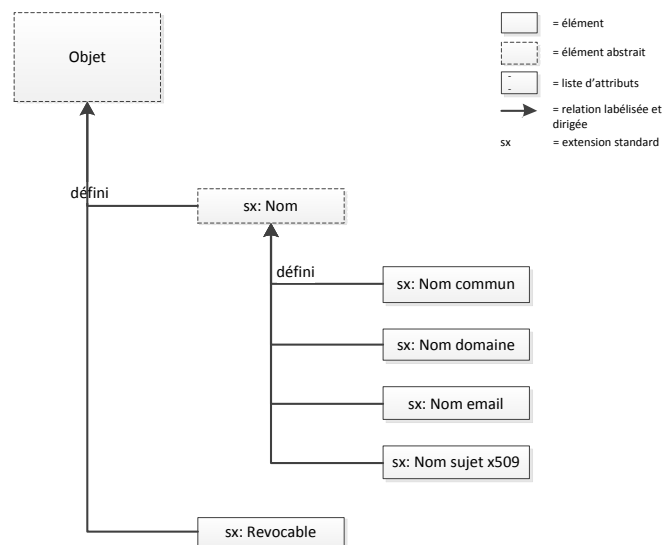 Objet
= élément
= élément abstrait
- 
-
= liste d'attributs
= relation labélisée et
dirigée
sx = extension standard
défini
sx: Nom
défini
sx: Nom commun
sx: Nom domaine
sx: Nom email
sx: Nom sujet x509
sx: Revocable